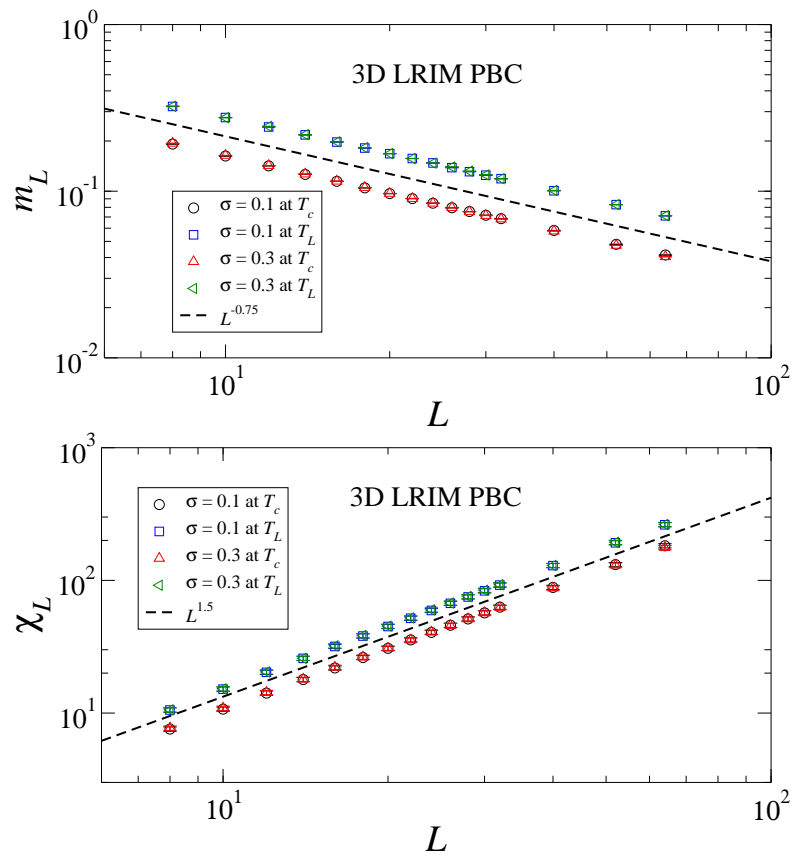 10^0
3D LRIM PBC
m_L
10^-1
σ = 0.1 at T_c
σ = 0.1 at T_L
σ = 0.3 at T_c
σ = 0.3 at T_L
L^-0.75
10^-2
10^1
10^2
L
10^3
3D LRIM PBC
σ = 0.1 at T_c
σ = 0.1 at T_L
σ = 0.3 at T_c
σ = 0.3 at T_L
L^1.5
10^2
χ_L
10^1
10^1
10^2
L